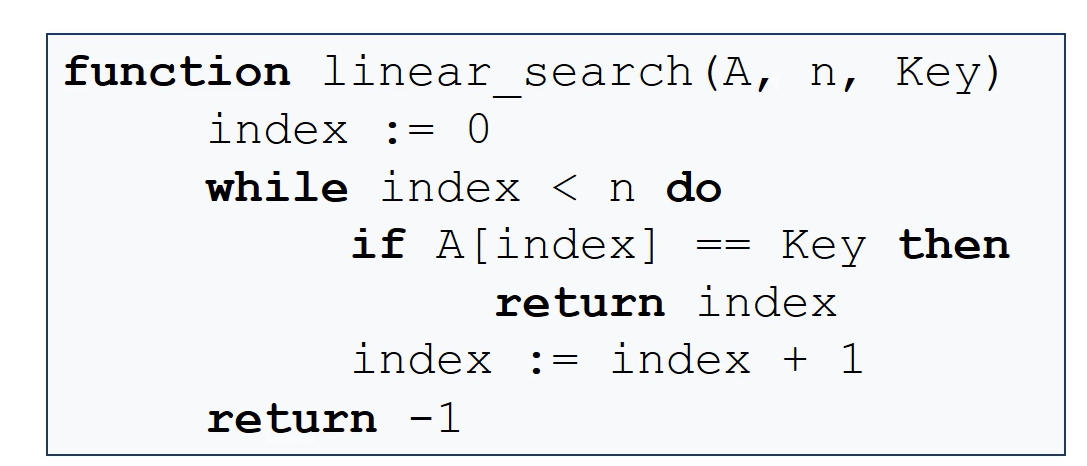 function linear_search(A, n, Key)
index := 0
while index < n do
if A[index] == Key then
return index
index := index + 1
return -1